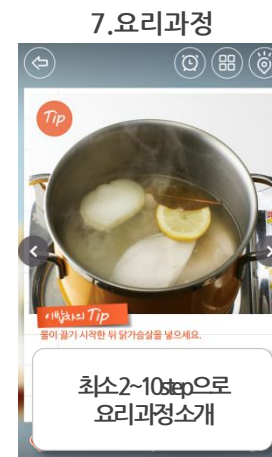 7.요리과정
Tip
이밥차의 Tip
물이 끓기 시작한 뒤 닭가슴살을 넣으세요.
최소2~10step으로
요리과정소개